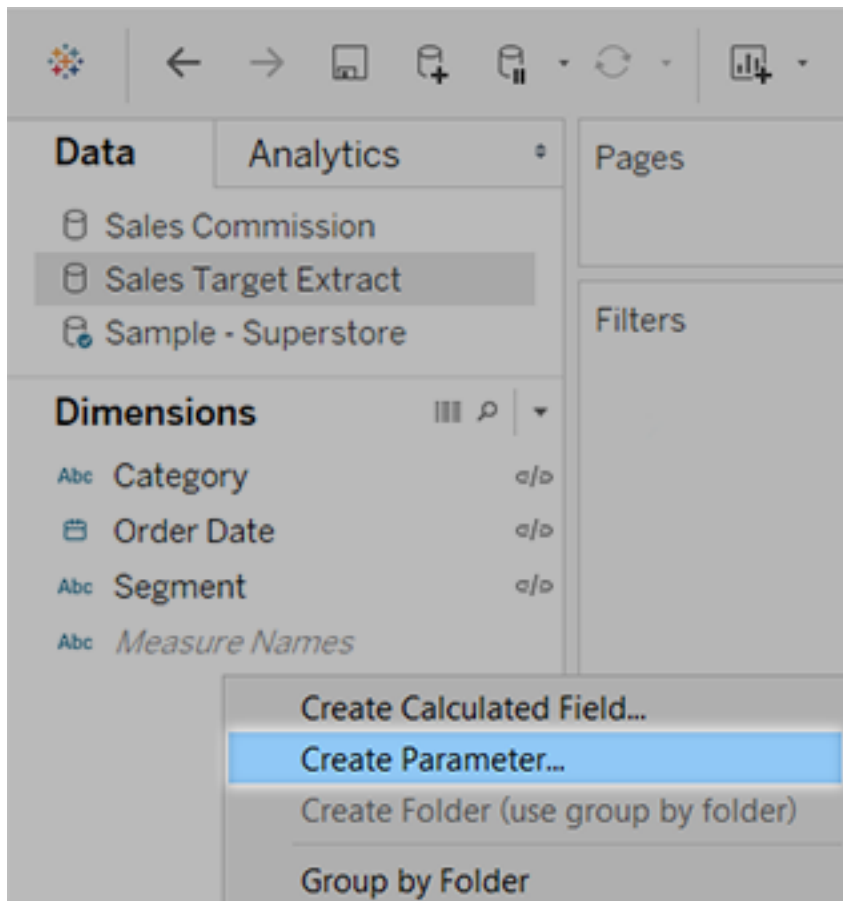 Data
Analytics
Pages
Sales Commission
Sales Target Extract
Sample - Superstore
Filters
Dimensions
Abc Category
Order Date
Abc Segment
Abc Measure Names
Create Calculated Field...
Create Parameter...
Create Folder (use group by folder)
Group by Folder